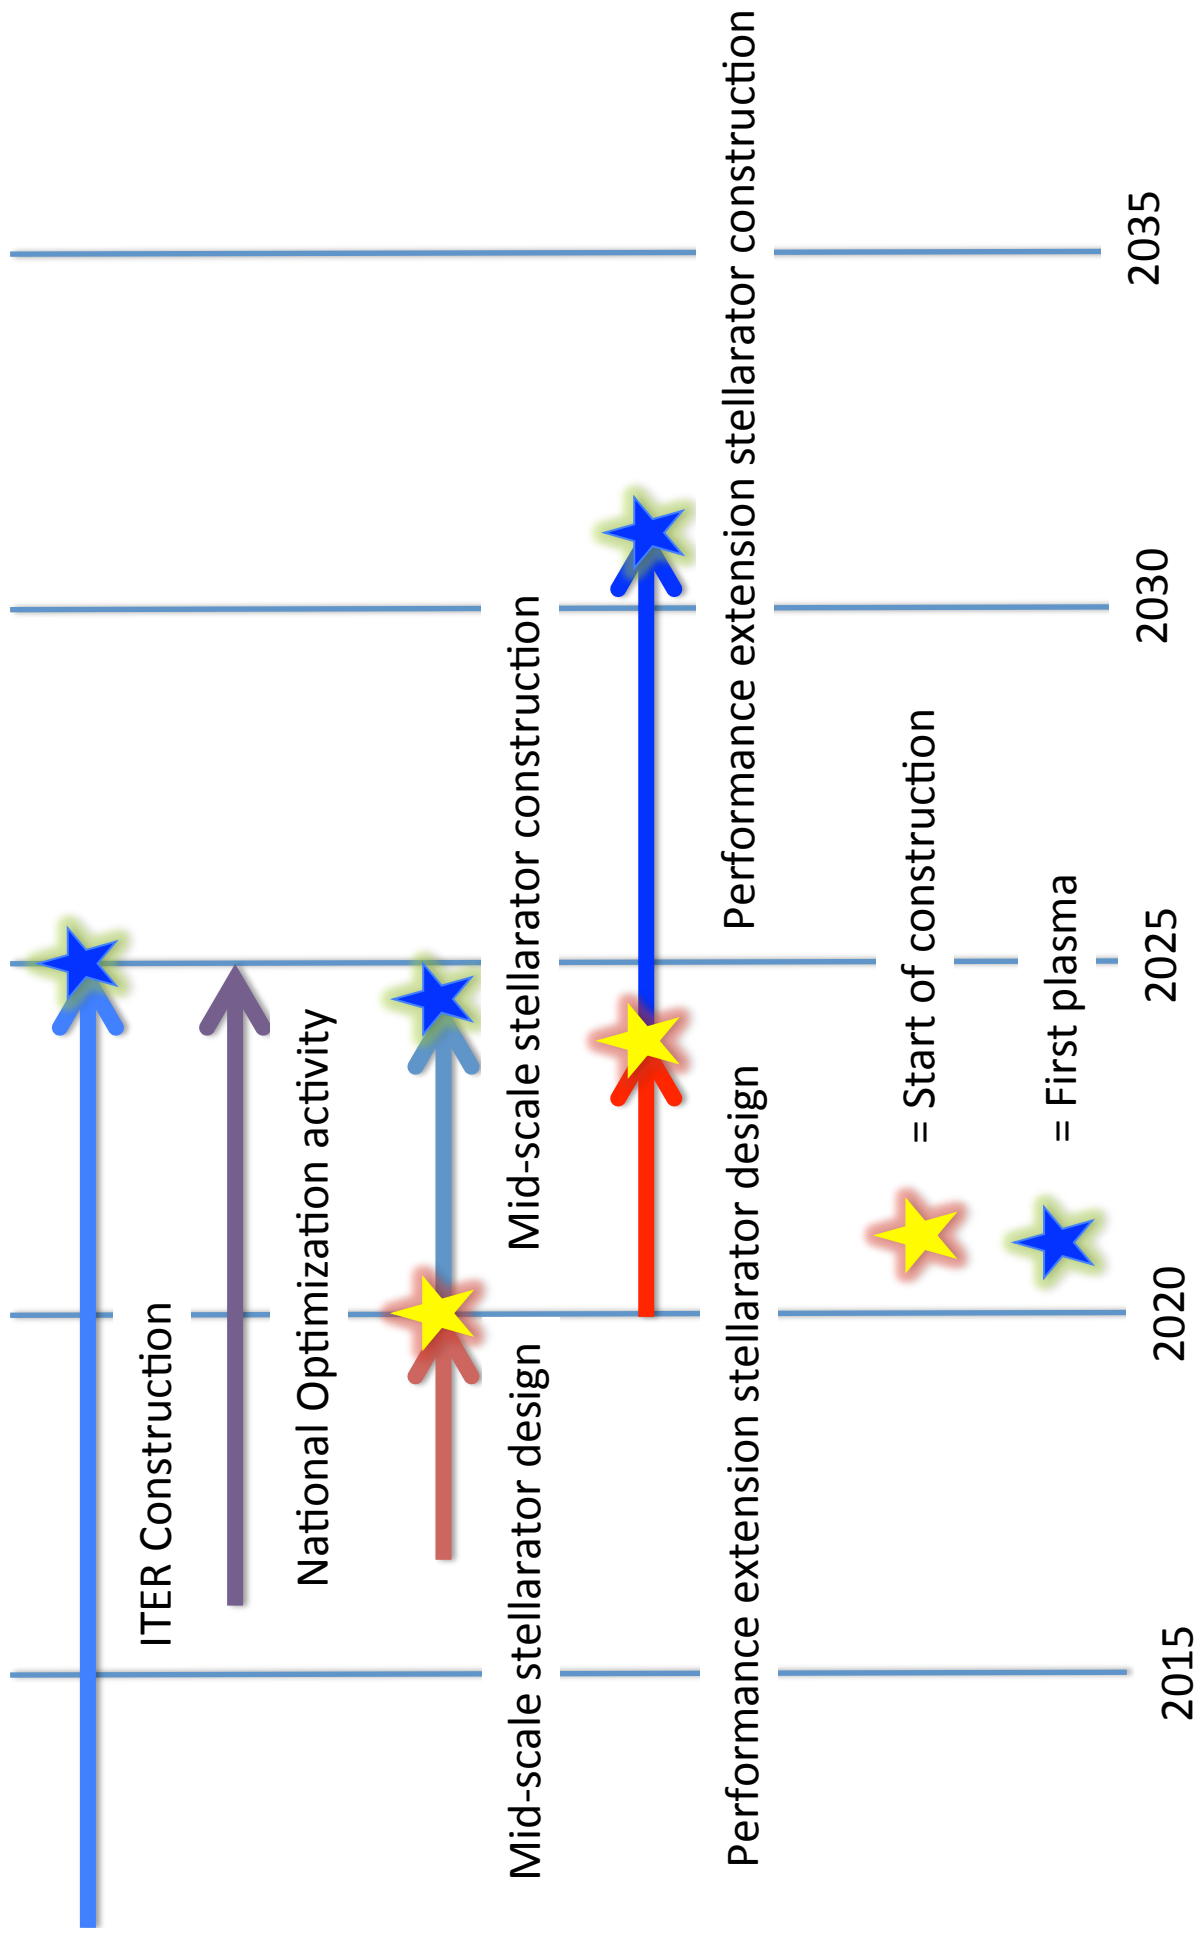 ITER Construction
National Optimization activity
Mid-scale stellarator design
Mid-scale stellarator construction
Performance extension stellarator design
Performance extension stellarator construction
= Start of construction
= First plasma
2015
2020
2025
2030
2035